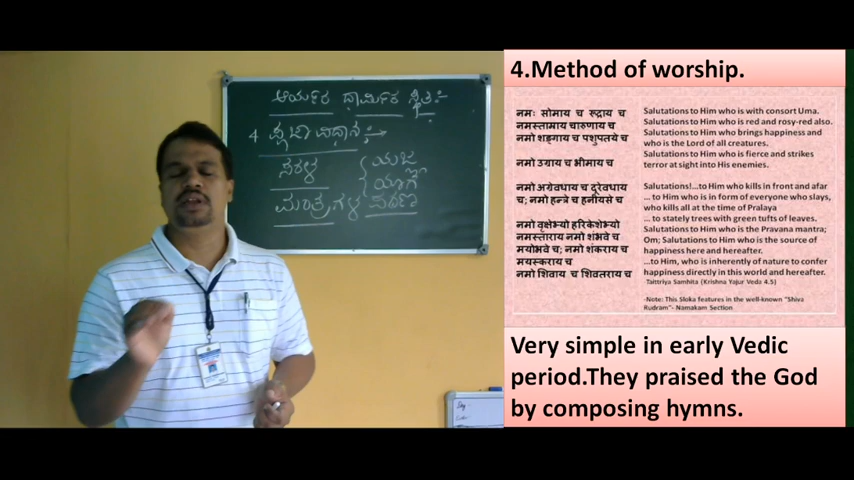 ಆರ್ಯರ ಧಾರ್ಮಿಕ ಸ್ಥಿತಿ:-
4 ಪೂಜಾ ವಿಧಾನ:-
ಸರಳ { ಯಜ್ಞ
ಯಾಗ
ಮಂತ್ರಗಳ ಪಠಣ
4.Method of worship.
नमः सोमाय च रुद्राय च
नमस्ताम्राय चारुणाय च
नमो शङ्गाय च पशुपतये च
नमो उग्राय च भीमाय च
नमो अग्रेवधाय च दूरेवधाय
च; नमो हन्त्रे च हनीयसे च
नमो वृक्षेभ्यो हरिकेशेभ्यो
नमस्ताराय नमो शंभवे च
मयोभवे च; नमो शंकराय च
मयस्कराय च
नमो शिवाय च शिवतराय च
Salutations to Him who is with consort Uma.
Salutations to Him who is red and rosy-red also.
Salutations to Him who brings happiness and
who is the Lord of all creatures.
Salutations to Him who is fierce and strikes
terror at sight into His enemies.
Salutations!...to Him who kills in front and afar
... to Him who is in form of everyone who slays,
who kills all at the time of Pralaya
... to stately trees with green tufts of leaves.
Salutations to Him who is the Pravana mantra;
Om; Salutations to Him who is the source of
happiness here and hereafter.
...to Him, who is inherently of nature to confer
happiness directly in this world and hereafter.
Taittriya Samhita (Krishna Yajur Veda 4.5)
-Note: This Sloka features in the well-known "Shiva
Rudram"- Namakam Section.
Very simple in early Vedic
period.They praised the God
by composing hymns.